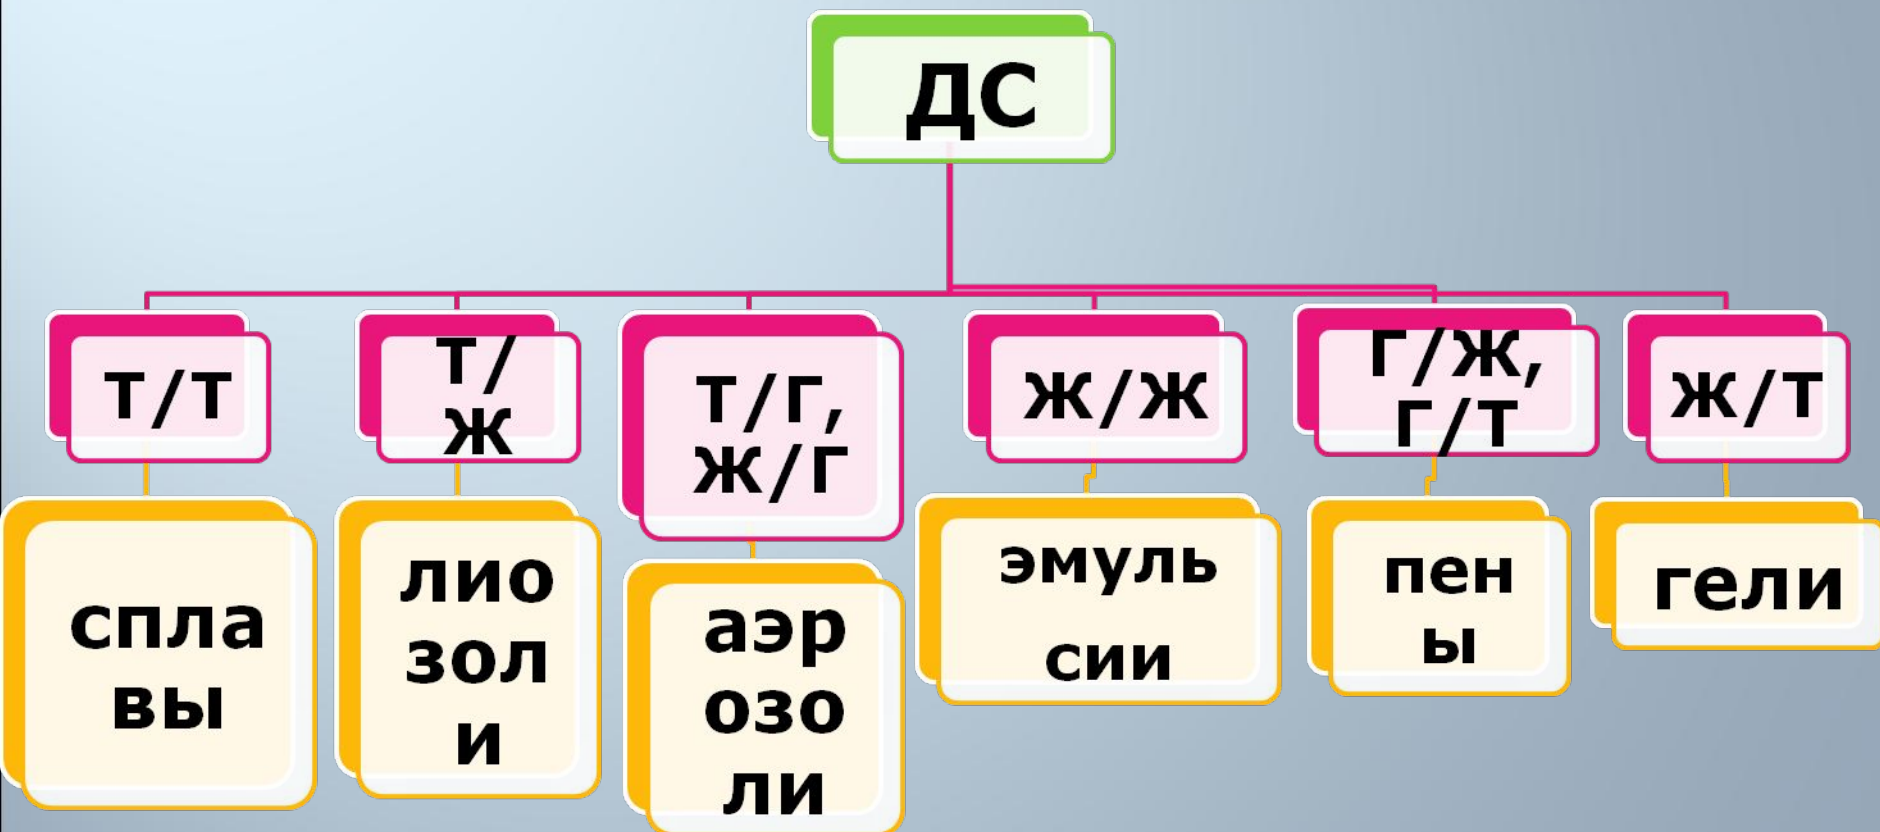 ДС
Т/Т
Т/
Ж
Т/Г,
Ж/Г
Ж/Ж
Г/Ж,
Г/Т
Ж/Т
спла
вы
лио
зол
и
аэр
озо
ли
эмуль
сии
пен
ы
гели